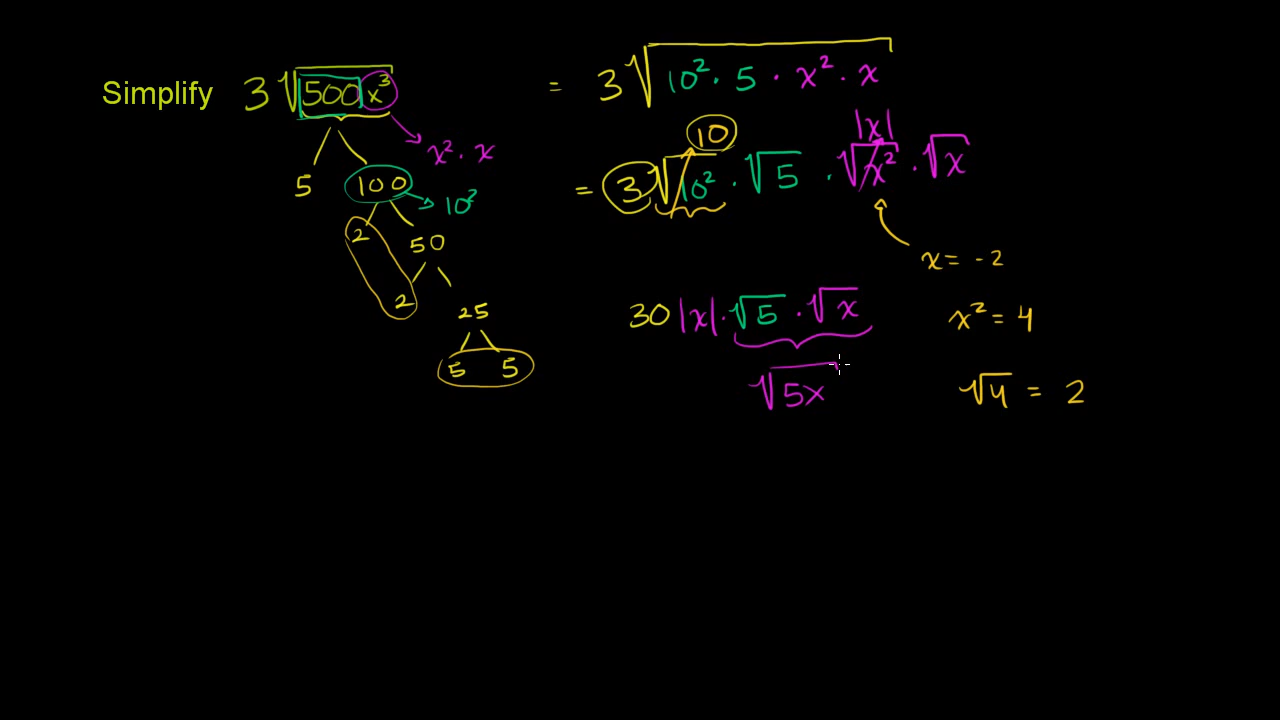 Simplify 3√500x³ = 3√10²·5·x²·x
x²·x
10 |x|
= 3√10²·√5·√x²·√x
5 100 10²
2 50
x = -2
2 25
30|x|·√5·√x
x² = 4
5 5
√5x
√4 = 2